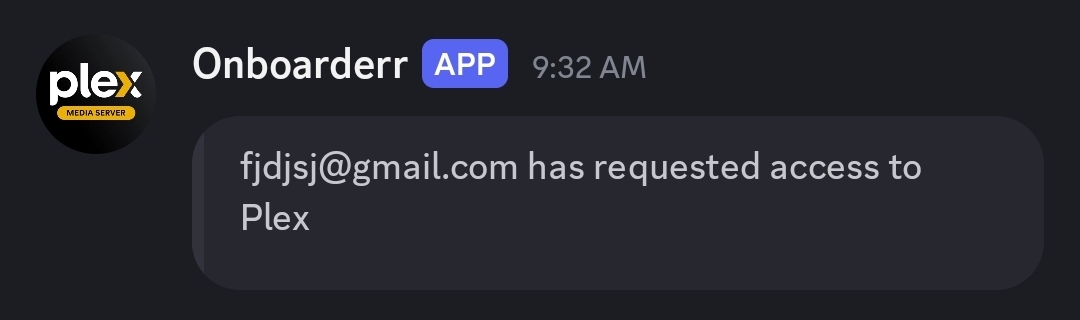 plex
MEDIA SERVER
Onboarderr APP 9:32 AM
fjdjsj@gmail.com has requested access to
Plex